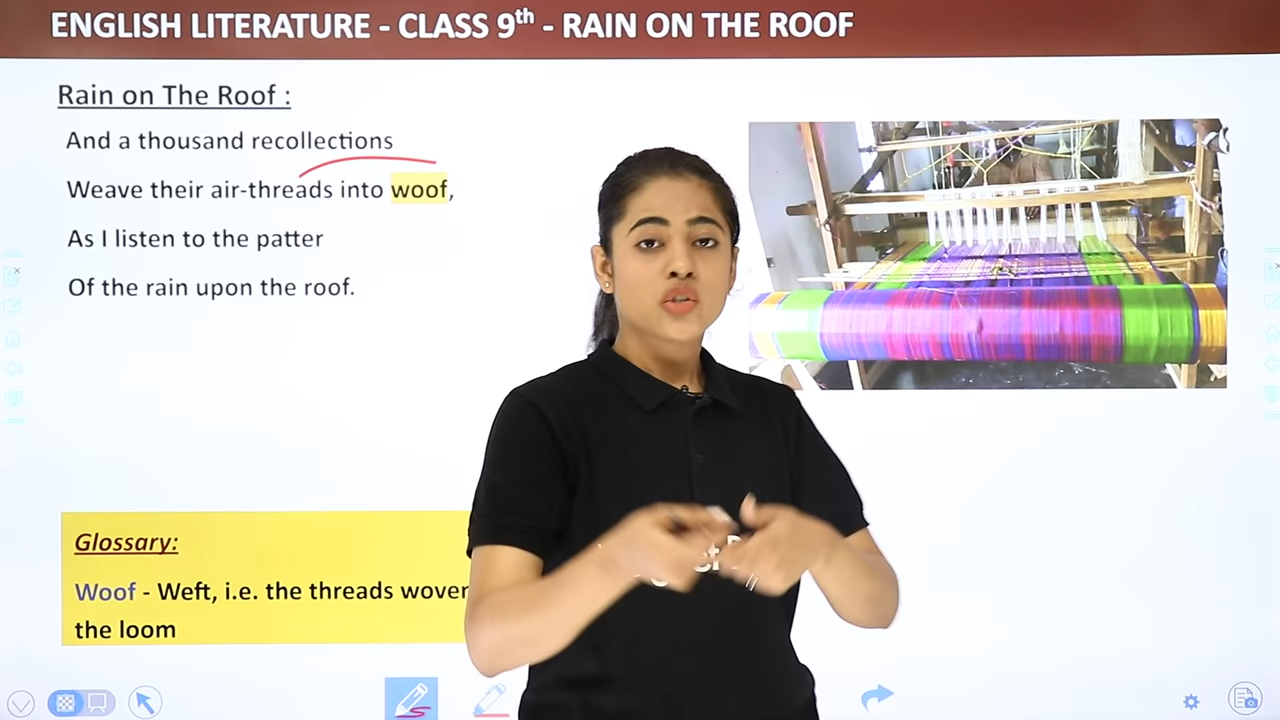 ENGLISH LITERATURE - CLASS 9th - RAIN ON THE ROOF
Rain on The Roof :
And a thousand recollections
Weave their air-threads into woof,
As I listen to the patter
Of the rain upon the roof.
Glossary:
Woof - Weft, i.e. the threads
the loom